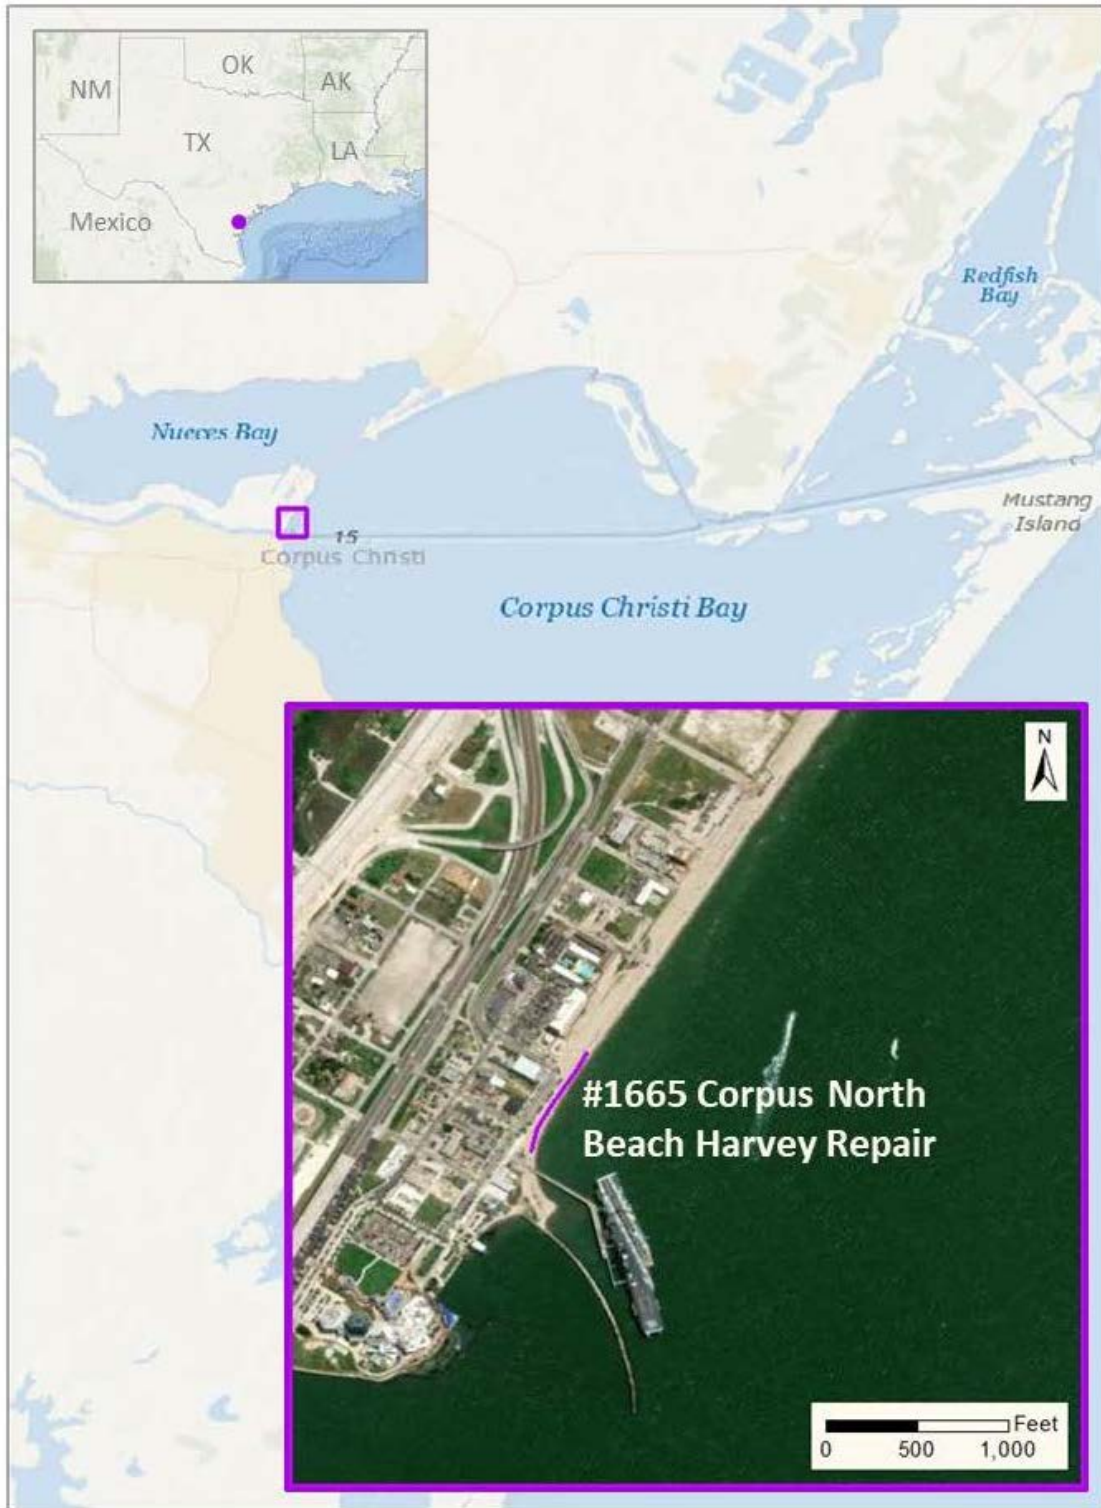 OK
NM
AK
TX
LA
Mexico
Redfish
Bay
Nueces Bay
Mustang
Island
15
Corpus Christi
Corpus Christi Bay
N
#1665 Corpus North
Beach Harvey Repair
Feet
0 500 1,000